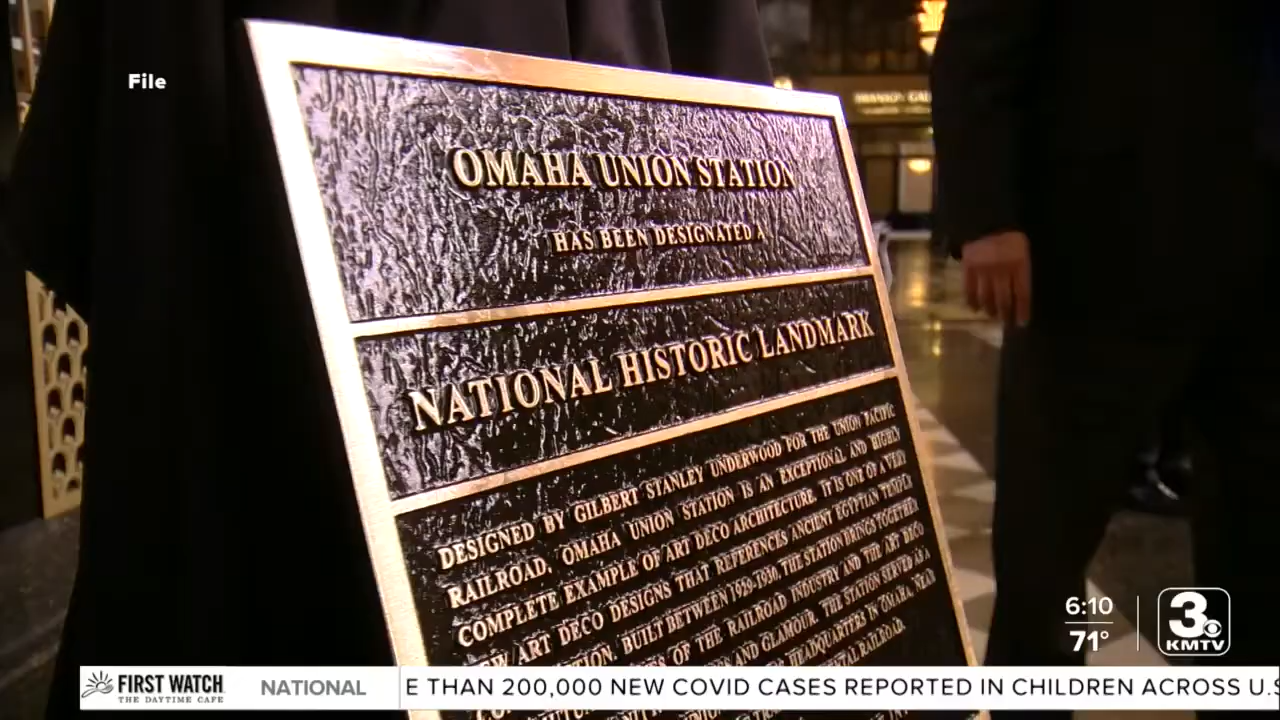 File
OMAHA UNION STATION
HAS BEEN DESIGNATED A
NATIONAL HISTORIC LANDMARK
DESIGNED BY GILBERT STANLEY UNDERWOOD FOR THE UNION PACIFIC
RAILROAD, OMAHA UNION STATION IS AN EXCEPTIONAL AND HIGHLY
COMPLETE EXAMPLE OF ART DECO ARCHITECTURE. IT IS ONE OF A VERY
ART DECO DESIGNS THAT REFERENCES ANCIENT EGYPTIAN TEMPLE
BUILT BETWEEN 1929-1930, THE STATION BRINGS TOGETHER
OF THE RAILROAD INDUSTRY AND THE ART DECO
AND GLAMOUR. THE STATION SERVED AS A
HEADQUARTERS IN OMAHA, NEAR
RAILROAD.
6:10
71°
3
KMTV
FIRST WATCH
THE DAYTIME CAFE
NATIONAL
E THAN 200,000 NEW COVID CASES REPORTED IN CHILDREN ACROSS U.S